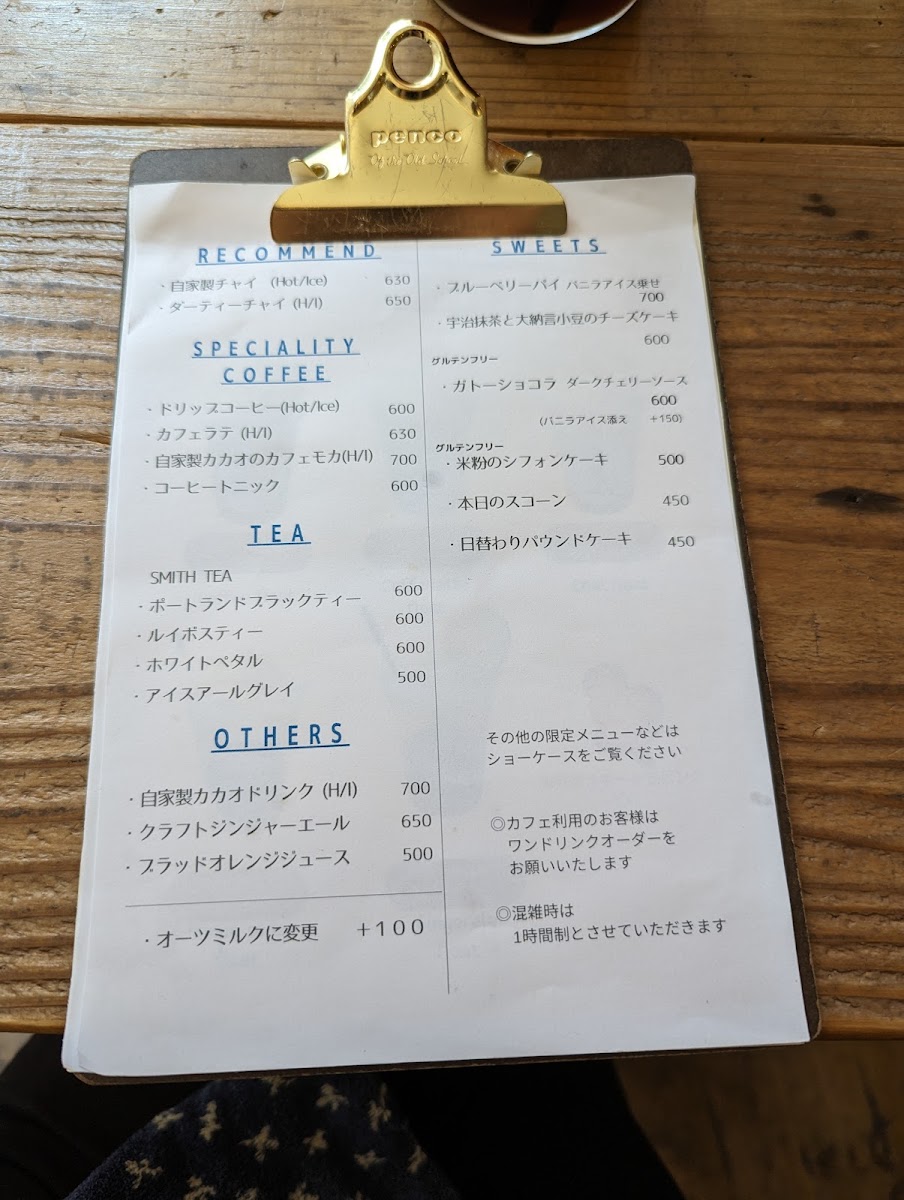 penco
RECOMMEND
・自家製チャイ (Hot/Ice) 630
・ダーティーチャイ (H/I) 650
SPECIALITY
COFFEE
・ドリップコーヒー(Hot/Ice) 600
・カフェラテ (H/I) 630
・自家製カカオのカフェモカ(H/I) 700
・コーヒートニック 600
TEA
SMITH TEA
・ポートランドブラックティー 600
・ルイボスティー 600
・ホワイトペタル 600
・アイスアールグレイ 500
OTHERS
・自家製カカオドリンク (H/I) 700
・クラフトジンジャーエール 650
・ブラッドオレンジジュース 500
・オーツミルクに変更 +100
SWEETS
・ブルーベリーパイ バニラアイス乗せ
700
・宇治抹茶と大納言小豆のチーズケーキ
600
グルテンフリー
・ガトーショコラ ダークチェリーソース
600
(バニラアイス添え +150)
グルテンフリー
・米粉のシフォンケーキ 500
・本日のスコーン 450
・日替わりパウンドケーキ 450
その他の限定メニューなどは
ショーケースをご覧ください
◎カフェ利用のお客様は
ワンドリンクオーダーを
お願いいたします
◎混雑時は
1時間制とさせていただきます